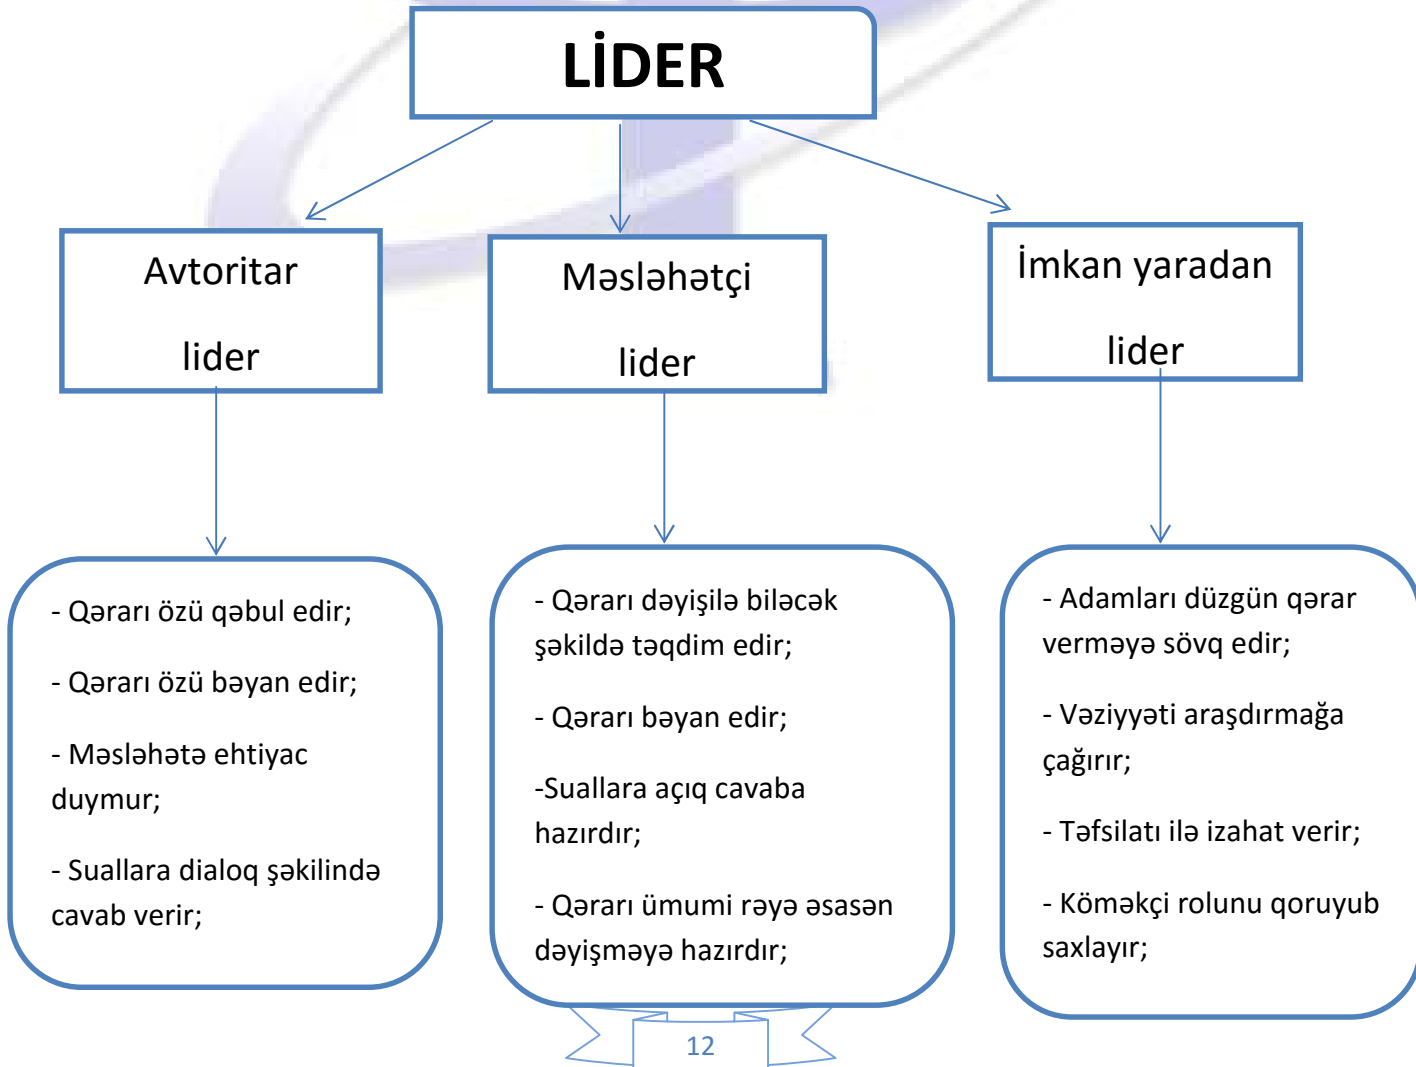 LİDER
Avtoritar
lider
Məsləhətçi
lider
İmkan yaradan
lider
- Qərarı özü qəbul edir;
- Qərarı özü bəyan edir;
- Məsləhətə ehtiyac
duymur;
- Suallara dialoq şəkilində
cavab verir;
- Qərarı dəyişilə biləcək
şəkildə təqdim edir;
- Qərarı bəyan edir;
-Suallara açıq cavaba
hazırdır;
- Qərarı ümumi rəyə əsasən
dəyişməyə hazırdır;
- Adamları düzgün qərar
verməyə sövq edir;
- Vəziyyəti araşdırmağa
çağırır;
- Təfsilatı ilə izahat verir;
- Köməkçi rolunu qoruyub
saxlayır;
12